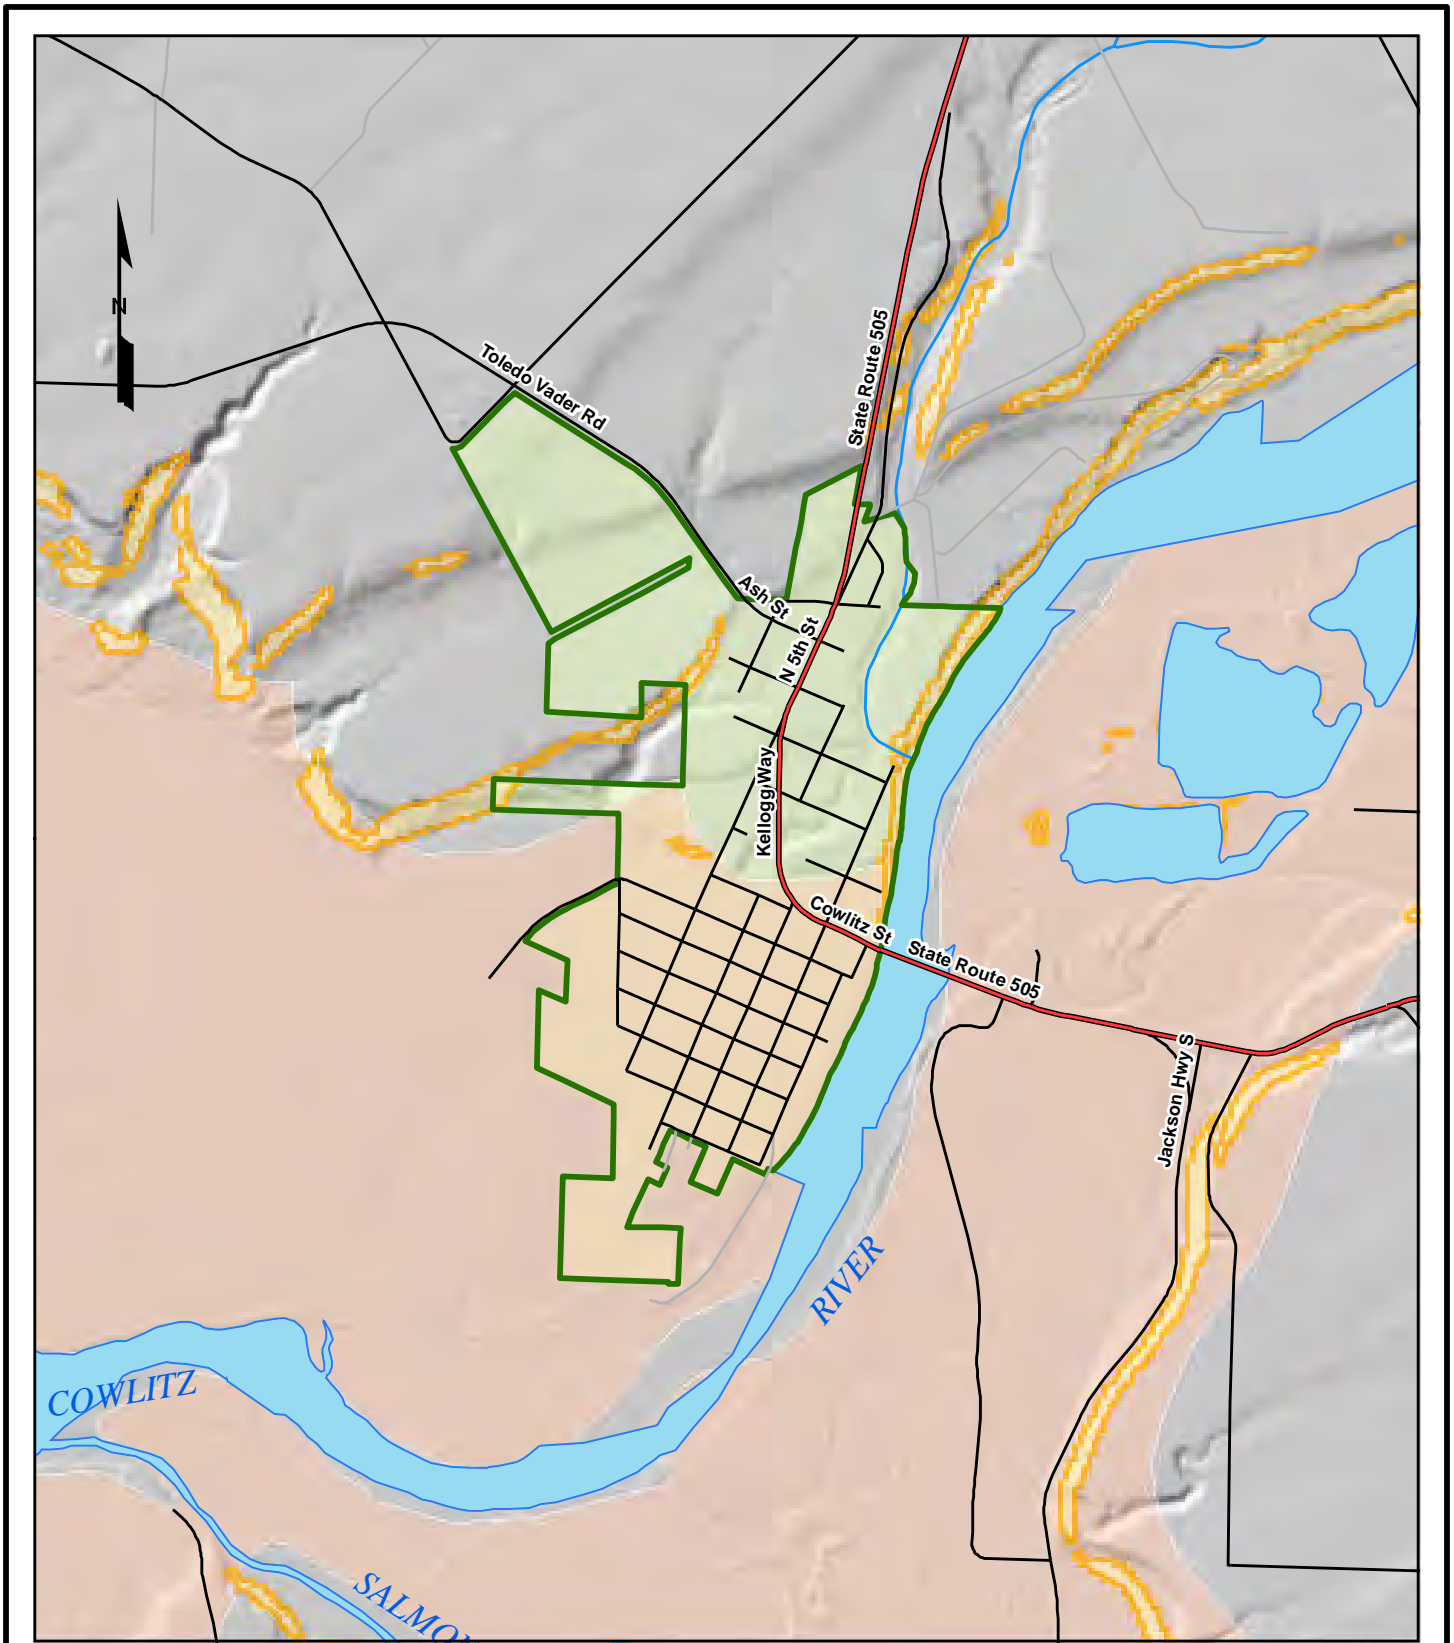 N
Toledo Vader Rd
State Route 505
Ash St
N 5th St
Kellogg Way
Cowlitz St
State Route 505
Jackson Hwy S
RIVER
COWLITZ